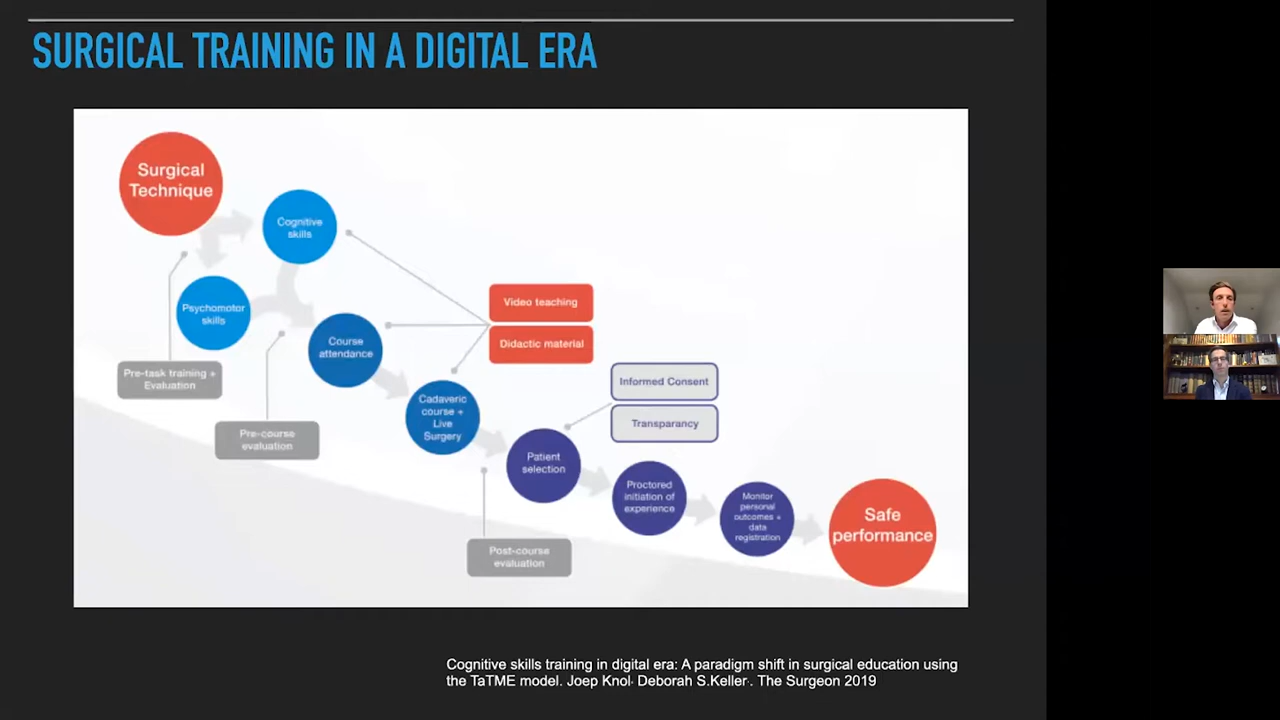 SURGICAL TRAINING IN A DIGITAL ERA
Surgical
Technique
Cognitive
skills
Psychomotor
skills
Video teaching
Didactic material
Course
attendance
Pre-task training +
Evaluation
Informed Consent
Transparancy
Cadaveric
course +
Live
Surgery
Pre-course
evaluation
Patient
selection
Proctored
initiation of
experience
Monitor
personal
outcomes +
data
registration
Safe
performance
Post-course
evaluation
Cognitive skills training in digital era: A paradigm shift in surgical education using
the TaTME model. Joep Knol. Deborah S.Keller. The Surgeon 2019